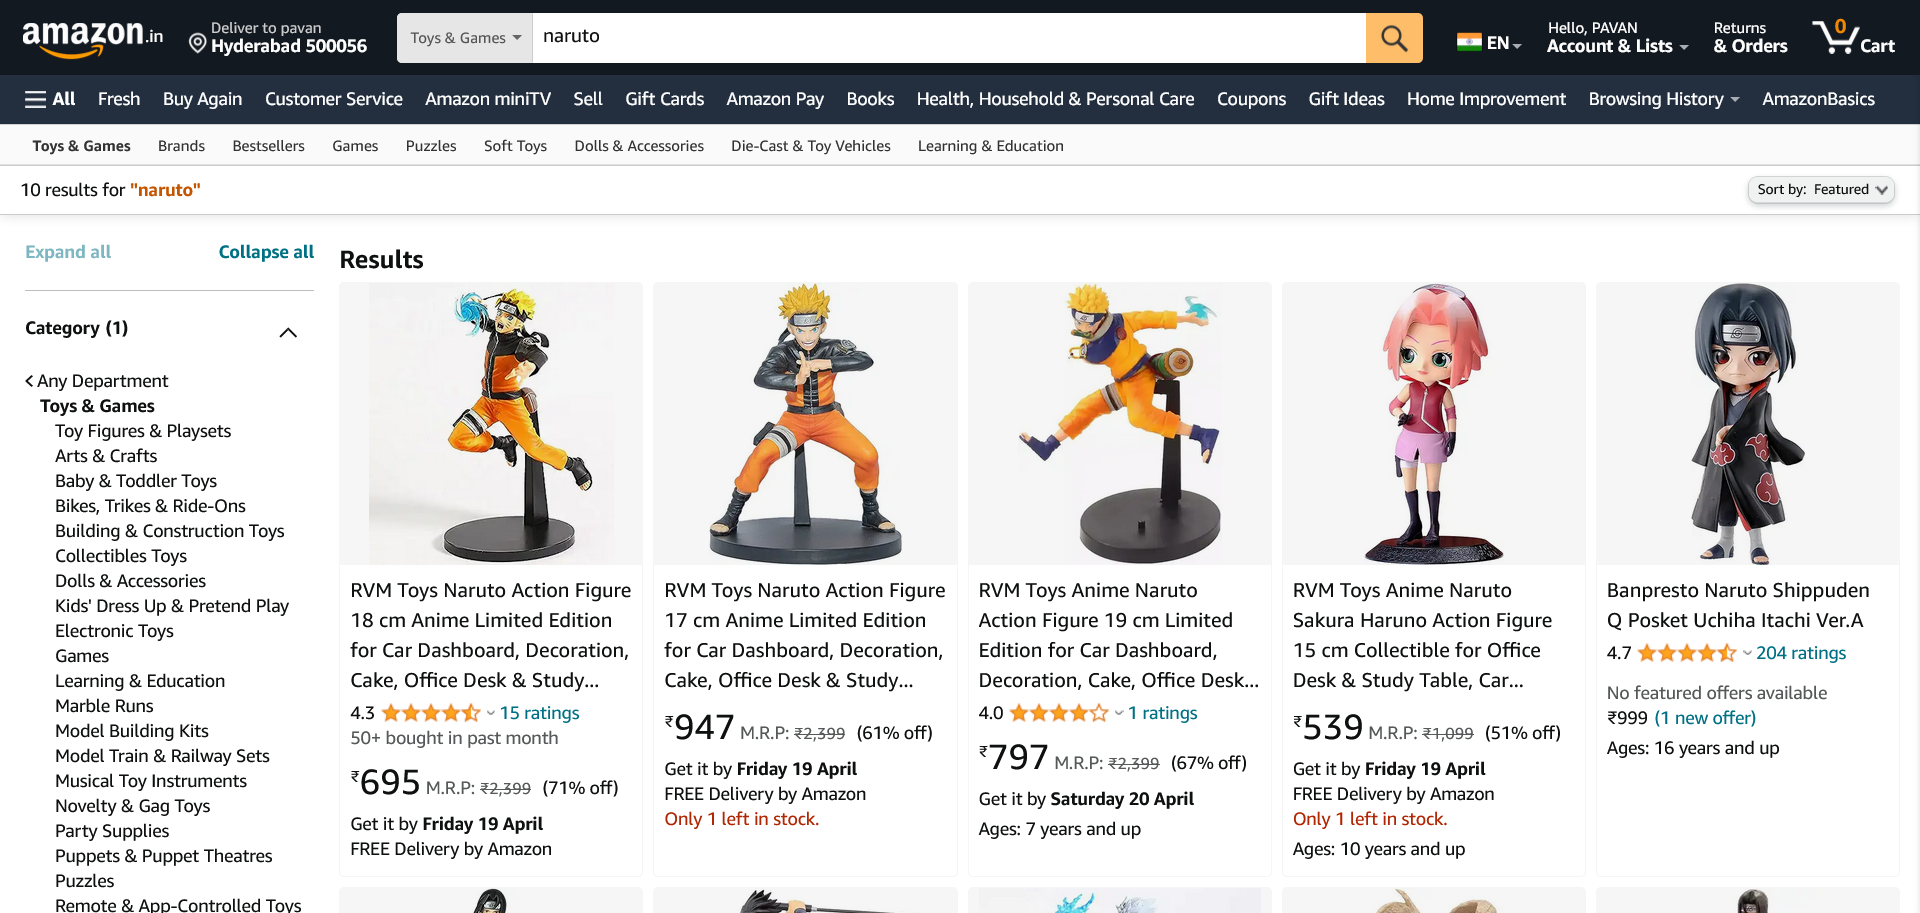 amazon.in
Deliver to pavan
Hyderabad 500056
Toys & Games
naruto
EN
Hello, PAVAN
Account & Lists
Returns
& Orders
0
Cart
All Fresh Buy Again Customer Service Amazon miniTV Sell Gift Cards Amazon Pay Books Health, Household & Personal Care Coupons Gift Ideas Home Improvement Browsing History AmazonBasics
Toys & Games Brands Bestsellers Games Puzzles Soft Toys Dolls & Accessories Die-Cast & Toy Vehicles Learning & Education
10 results for "naruto"
Sort by: Featured
Expand all
Collapse all
Category (1)
Any Department
Toys & Games
Toy Figures & Playsets
Arts & Crafts
Baby & Toddler Toys
Bikes, Trikes & Ride-Ons
Building & Construction Toys
Collectibles Toys
Dolls & Accessories
Kids' Dress Up & Pretend Play
Electronic Toys
Games
Learning & Education
Marble Runs
Model Building Kits
Model Train & Railway Sets
Musical Toy Instruments
Novelty & Gag Toys
Party Supplies
Puppets & Puppet Theatres
Puzzles
Remote & App-Controlled Toys
Results
RVM Toys Naruto Action Figure
18 cm Anime Limited Edition
for Car Dashboard, Decoration,
Cake, Office Desk & Study...
4.3 15 ratings
50+ bought in past month
₹695 M.R.P: ₹2,399 (71% off)
Get it by Friday 19 April
FREE Delivery by Amazon
RVM Toys Naruto Action Figure
17 cm Anime Limited Edition
for Car Dashboard, Decoration,
Cake, Office Desk & Study...
₹947 M.R.P: ₹2,399 (61% off)
Get it by Friday 19 April
FREE Delivery by Amazon
Only 1 left in stock.
RVM Toys Anime Naruto
Action Figure 19 cm Limited
Edition for Car Dashboard,
Decoration, Cake, Office Desk...
4.0 1 ratings
₹797 M.R.P: ₹2,399 (67% off)
Get it by Saturday 20 April
Ages: 7 years and up
RVM Toys Anime Naruto
Sakura Haruno Action Figure
15 cm Collectible for Office
Desk & Study Table, Car...
₹539 M.R.P: ₹1,099 (51% off)
Get it by Friday 19 April
FREE Delivery by Amazon
Only 1 left in stock.
Ages: 10 years and up
Banpresto Naruto Shippuden
Q Posket Uchiha Itachi Ver.A
4.7 204 ratings
No featured offers available
₹999 (1 new offer)
Ages: 16 years and up